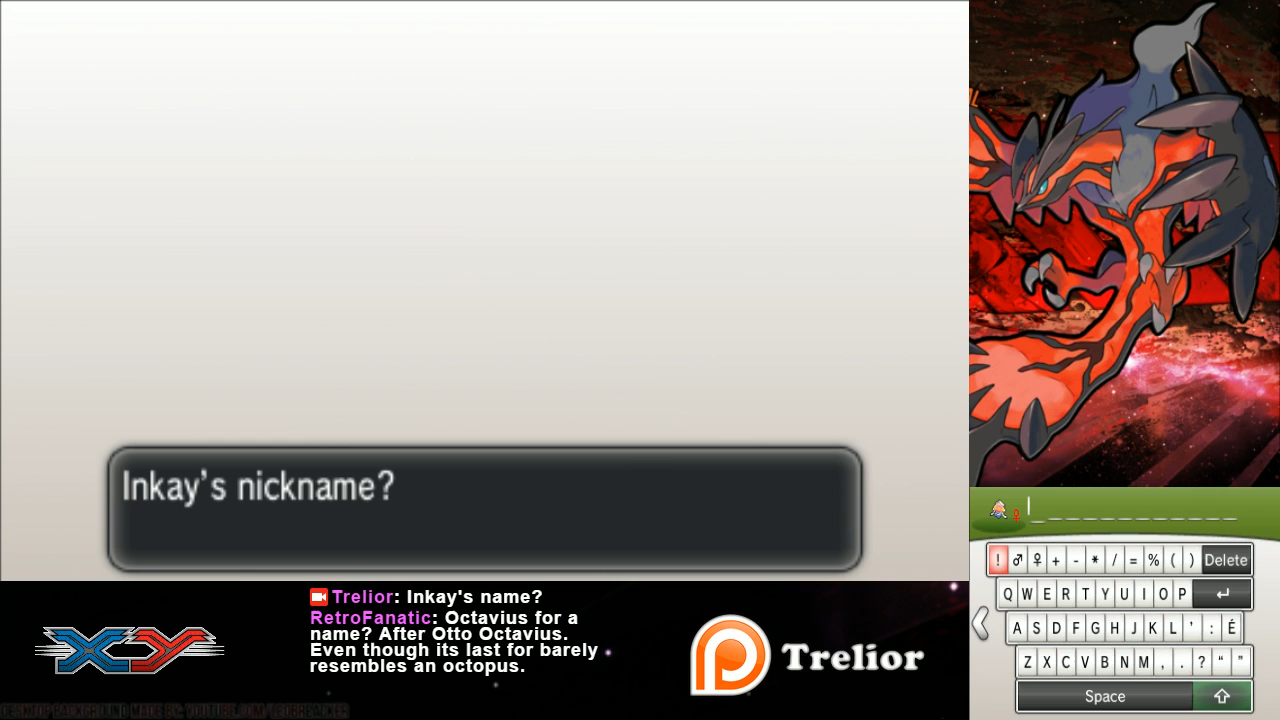 Inkay's nickname?
Trelior: Inkay's name?
RetroFanatic: Octavius for a
name? After Otto Octavius.
Even though its last for barely
resembles an octopus.
XY
Trelior
! ♂ ♀ + - * / = % ( ) Delete
Q W E R T Y U I O P
A S D F G H J K L ' : É
Z X C V B N M , . ? “ ”
Space